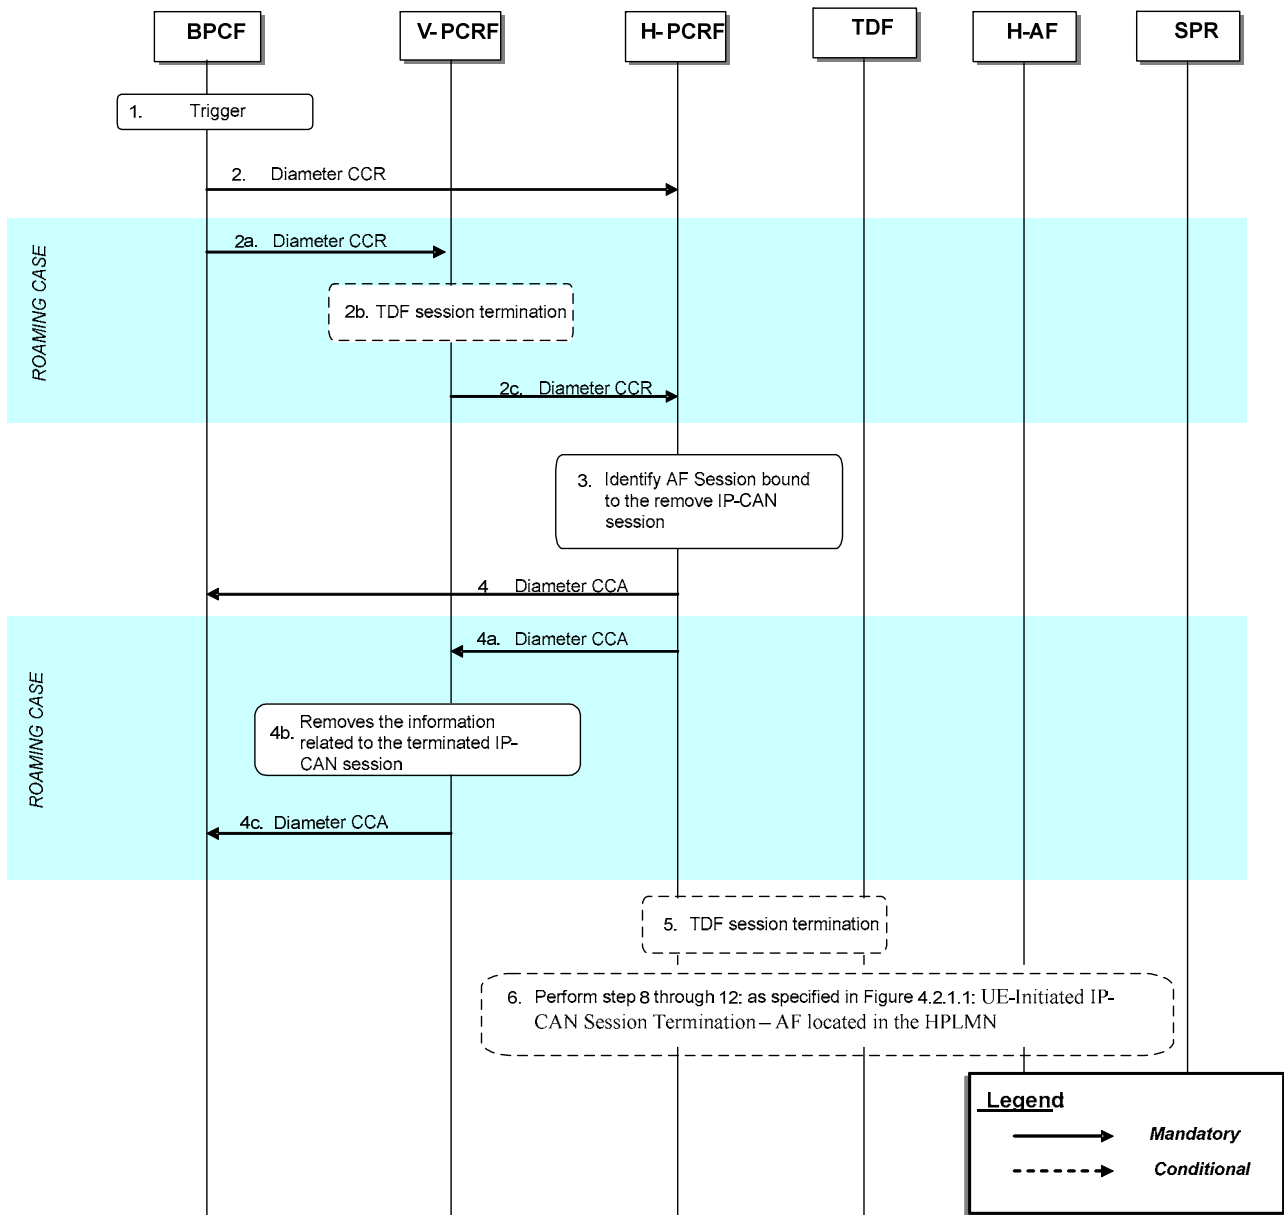 BPCF
V- PCRF
H- PCRF
TDF
H-AF
SPR
1. Trigger
2. Diameter CCR
ROAMING CASE
2a. Diameter CCR
2b. TDF session termination
2c. Diameter CCR
3. Identify AF Session bound
to the remove IP-CAN
session
4 Diameter CCA
ROAMING CASE
4a. Diameter CCA
4b. Removes the information
related to the terminated IP-
CAN session
4c. Diameter CCA
5. TDF session termination
6. Perform step 8 through 12: as specified in Figure 4.2.1.1: UE-Initiated IP-
CAN Session Termination – AF located in the HPLMN
Legend
Mandatory
Conditional